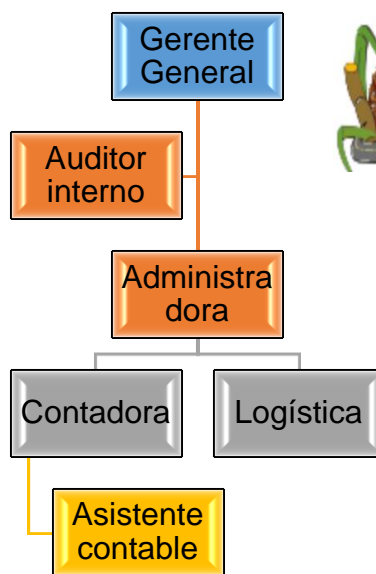 Gerente
General
Auditor
interno
Administra
dora
Contadora
Logística
Asistente
contable